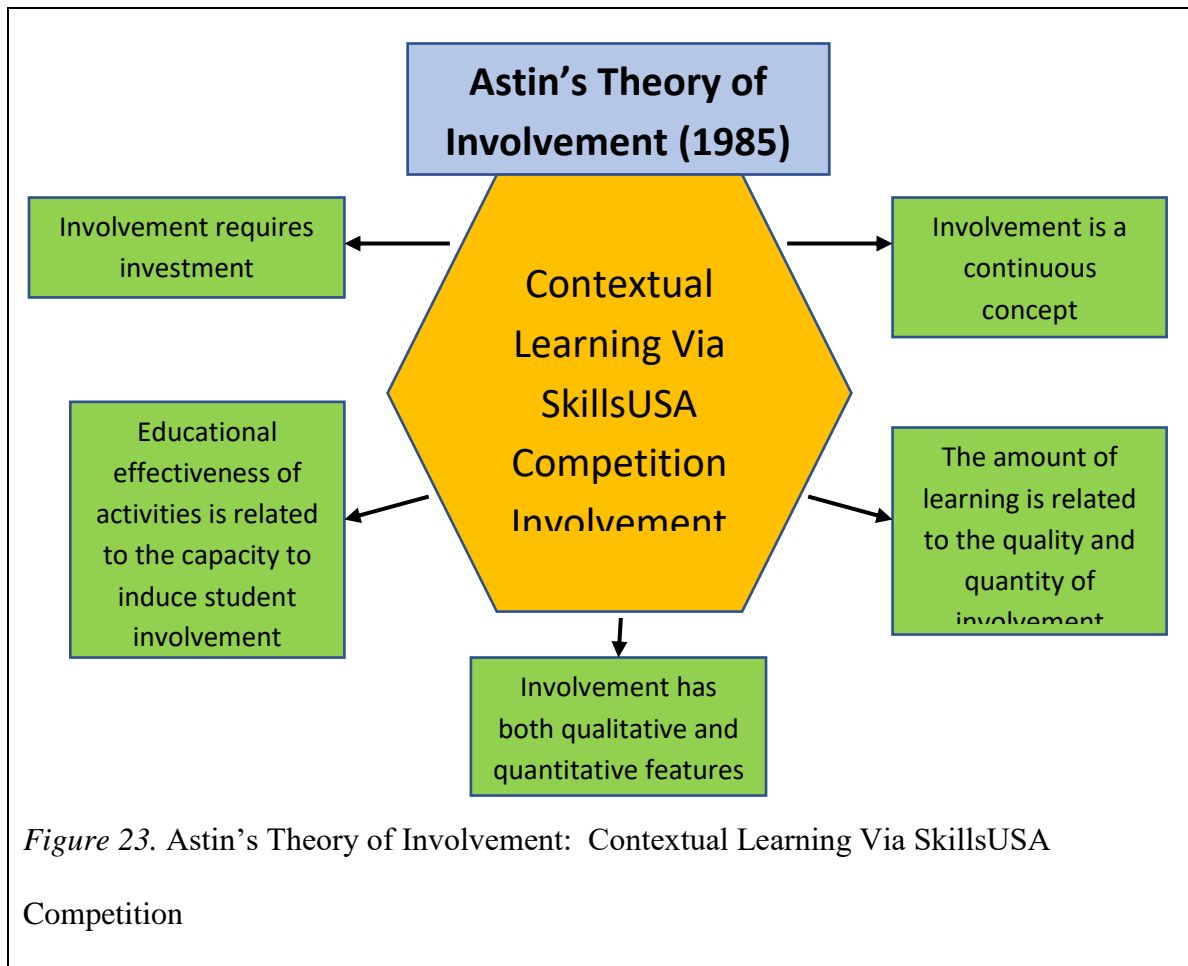 Astin’s Theory of
Involvement (1985)
Involvement requires
investment
Involvement is a
continuous
concept
Contextual
Learning Via
SkillsUSA
Competition
Involvement
Educational
effectiveness of
activities is related
to the capacity to
induce student
involvement
The amount of
learning is related
to the quality and
quantity of
involvement
Involvement has
both qualitative and
quantitative features
Figure 23. Astin’s Theory of Involvement:  Contextual Learning Via SkillsUSA
Competition